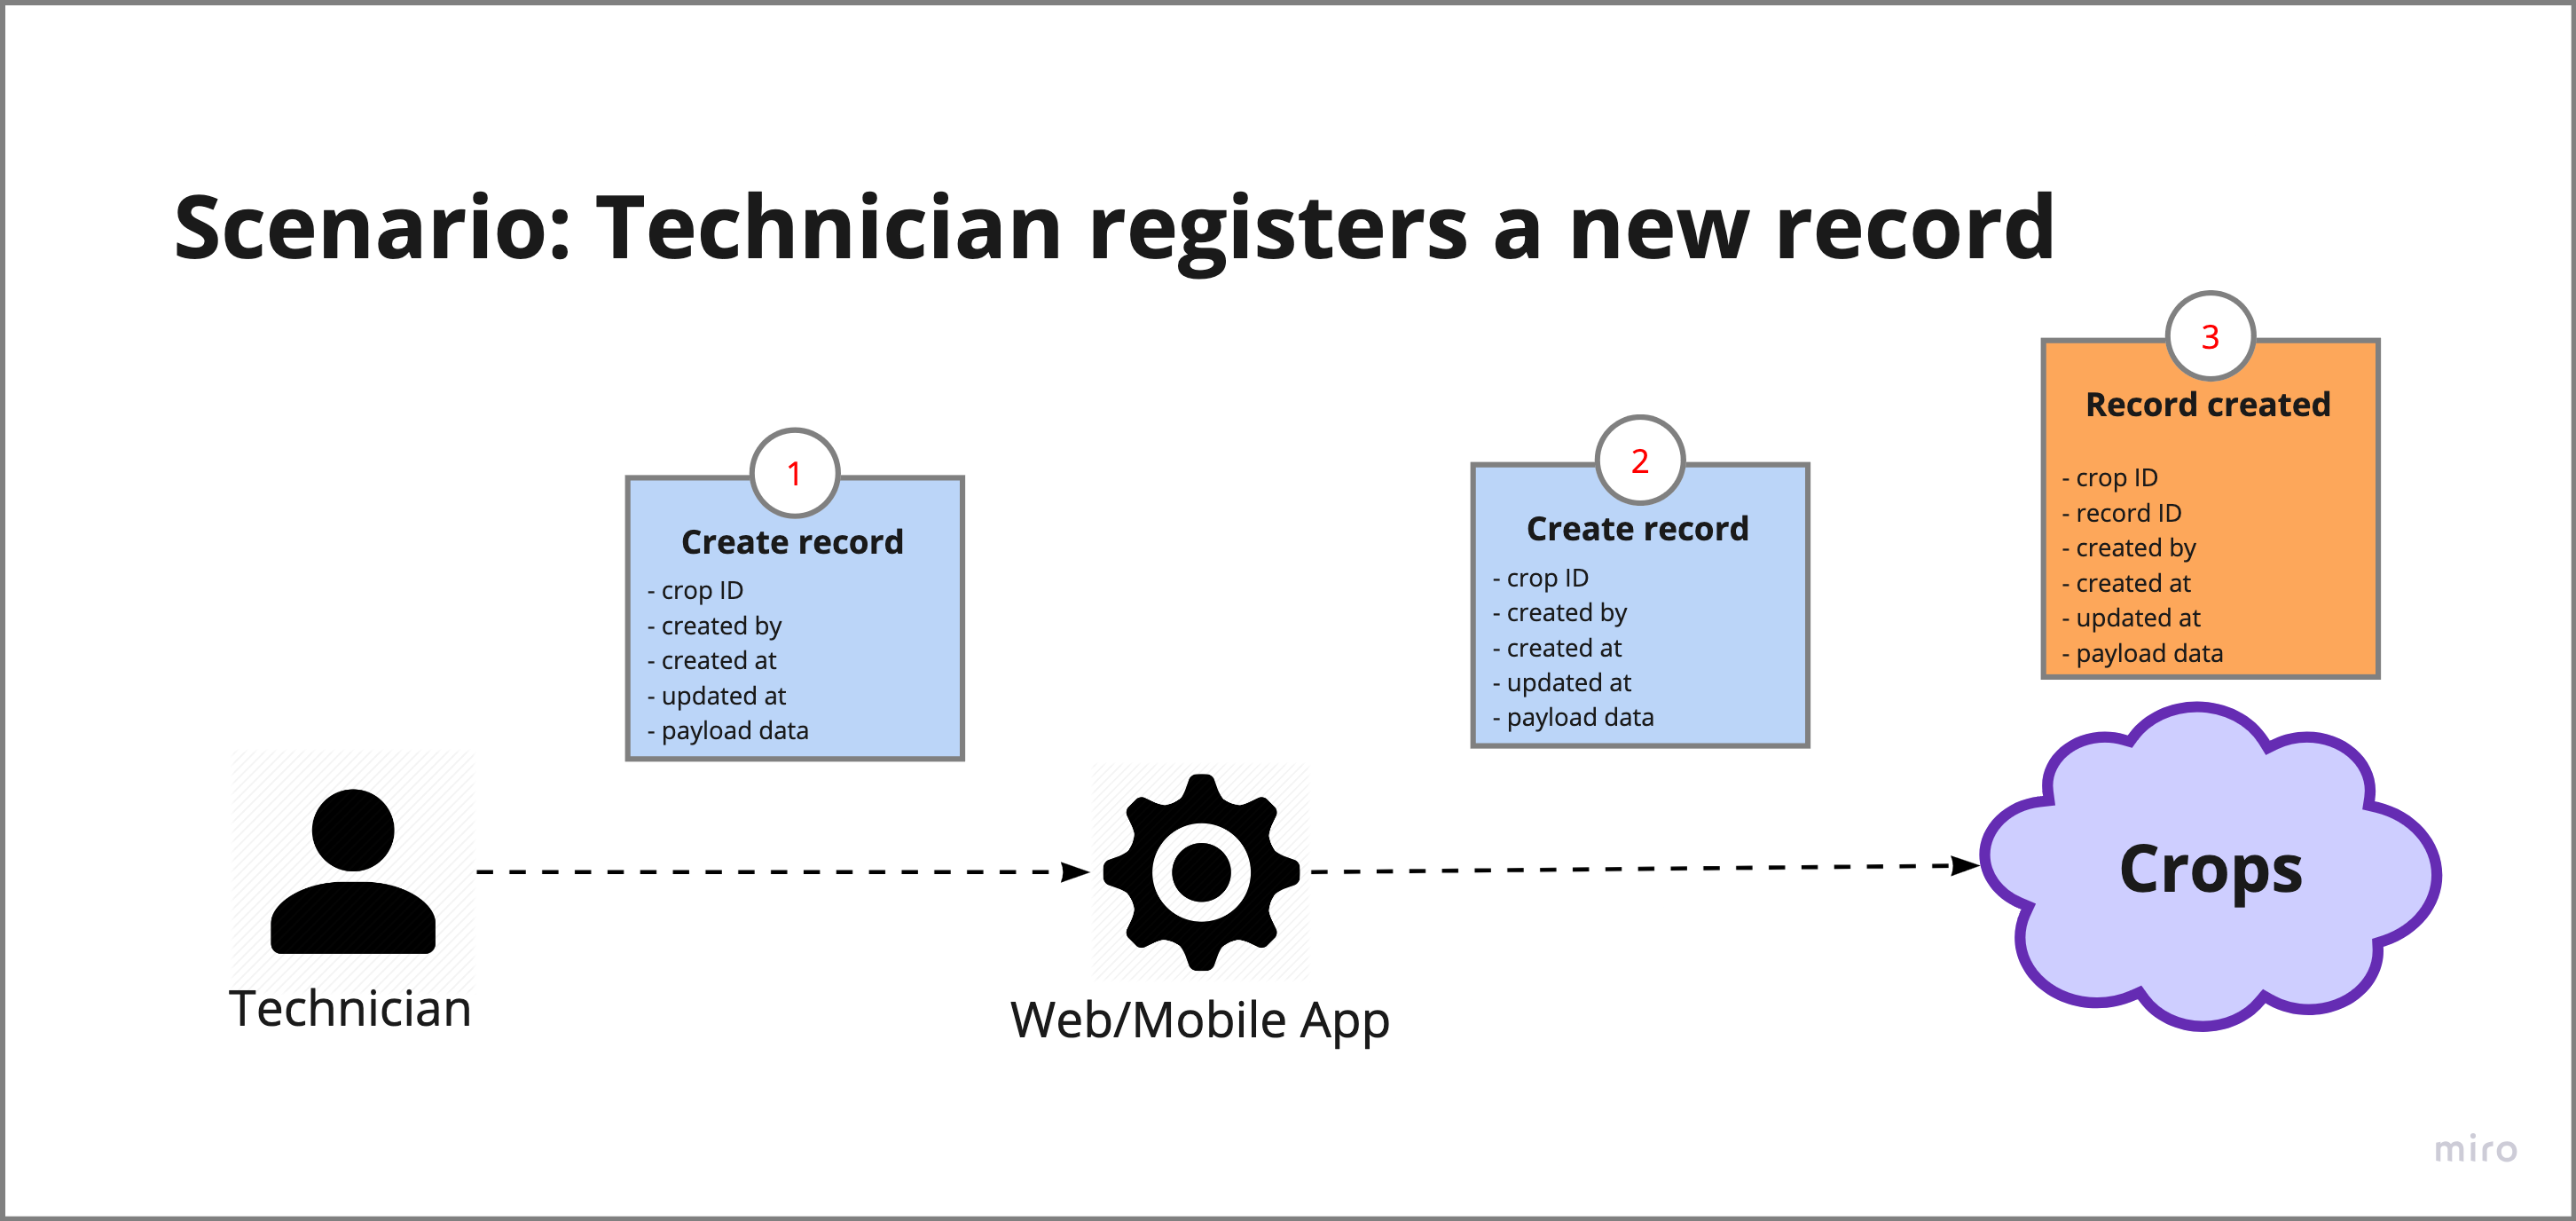 Scenario: Technician registers a new record
1
Create record
- crop ID
- created by
- created at
- updated at
- payload data
2
Create record
- crop ID
- created by
- created at
- updated at
- payload data
3
Record created
- crop ID
- record ID
- created by
- created at
- updated at
- payload data
Technician
Web/Mobile App
Crops
miro